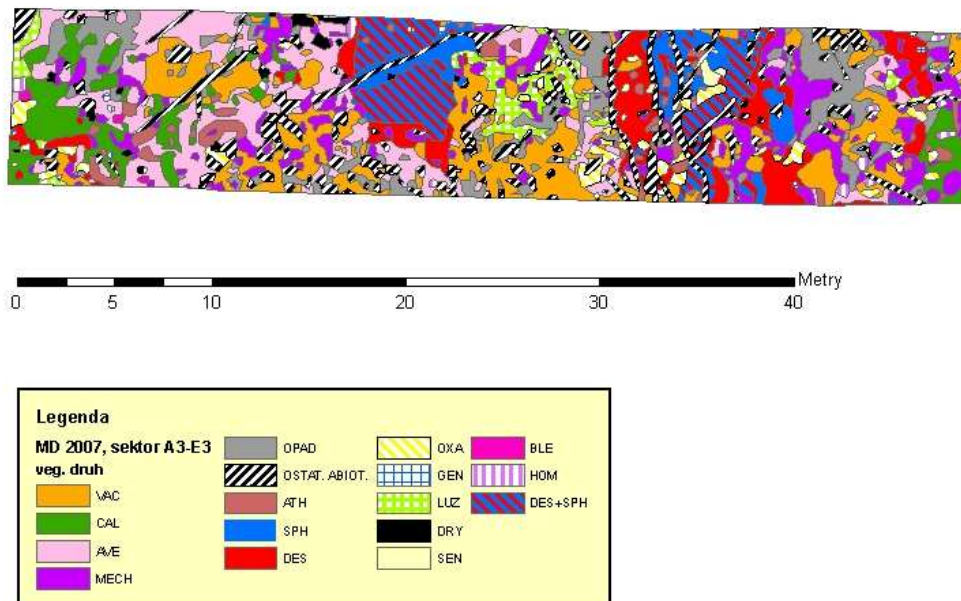 Metry
0 5 10 20 30 40
Legenda
MD 2007, sektor A3-E3
veg. druh
VAC
CAL
AVE
MECH
OPAD
OSTAT. ABIOT.
ATH
SPH
DES
OXA
GEN
LUZ
DRY
SEN
BLE
HOM
DES+SPH